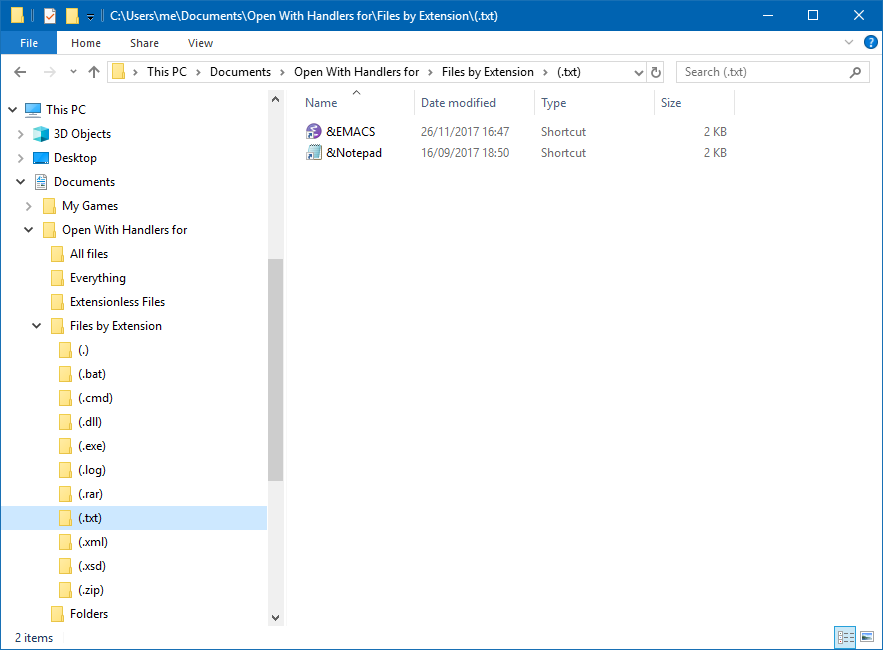 C:\Users\me\Documents\Open With Handlers for\Files by Extension\(.txt)
File Home Share View
This PC > Documents > Open With Handlers for > Files by Extension > (.txt) Search (.txt)
Name Date modified Type Size
&EMACS 26/11/2017 16:47 Shortcut 2 KB
&Notepad 16/09/2017 18:50 Shortcut 2 KB
This PC
3D Objects
Desktop
Documents
My Games
Open With Handlers for
All files
Everything
Extensionless Files
Files by Extension
(.)
(.bat)
(.cmd)
(.dll)
(.exe)
(.log)
(.rar)
(.txt)
(.xml)
(.xsd)
(.zip)
Folders
2 items